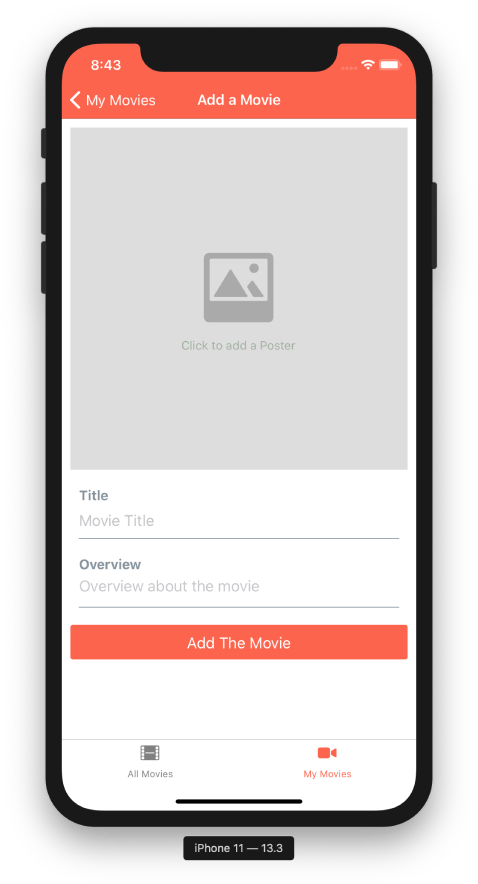 8:43
My Movies
Add a Movie
Click to add a Poster
Title
Movie Title
Overview
Overview about the movie
Add The Movie
All Movies
My Movies
iPhone 11 — 13.3